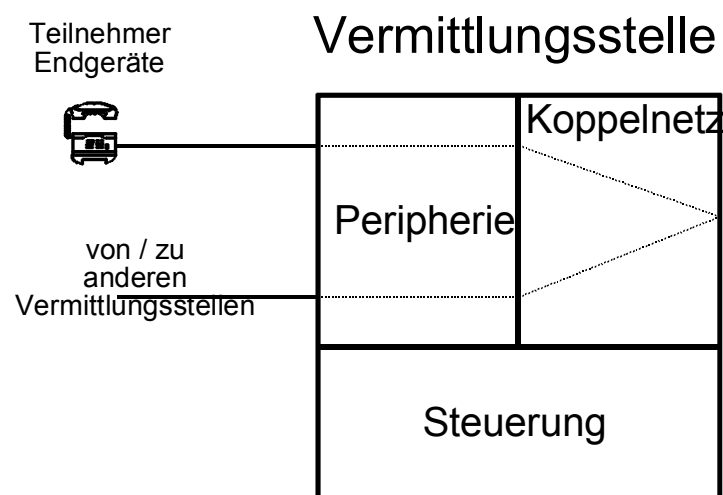 Teilnehmer
Endgeräte
Vermittlungsstelle
Koppelnetz
Peripherie
von / zu
anderen
Vermittlungsstellen
Steuerung